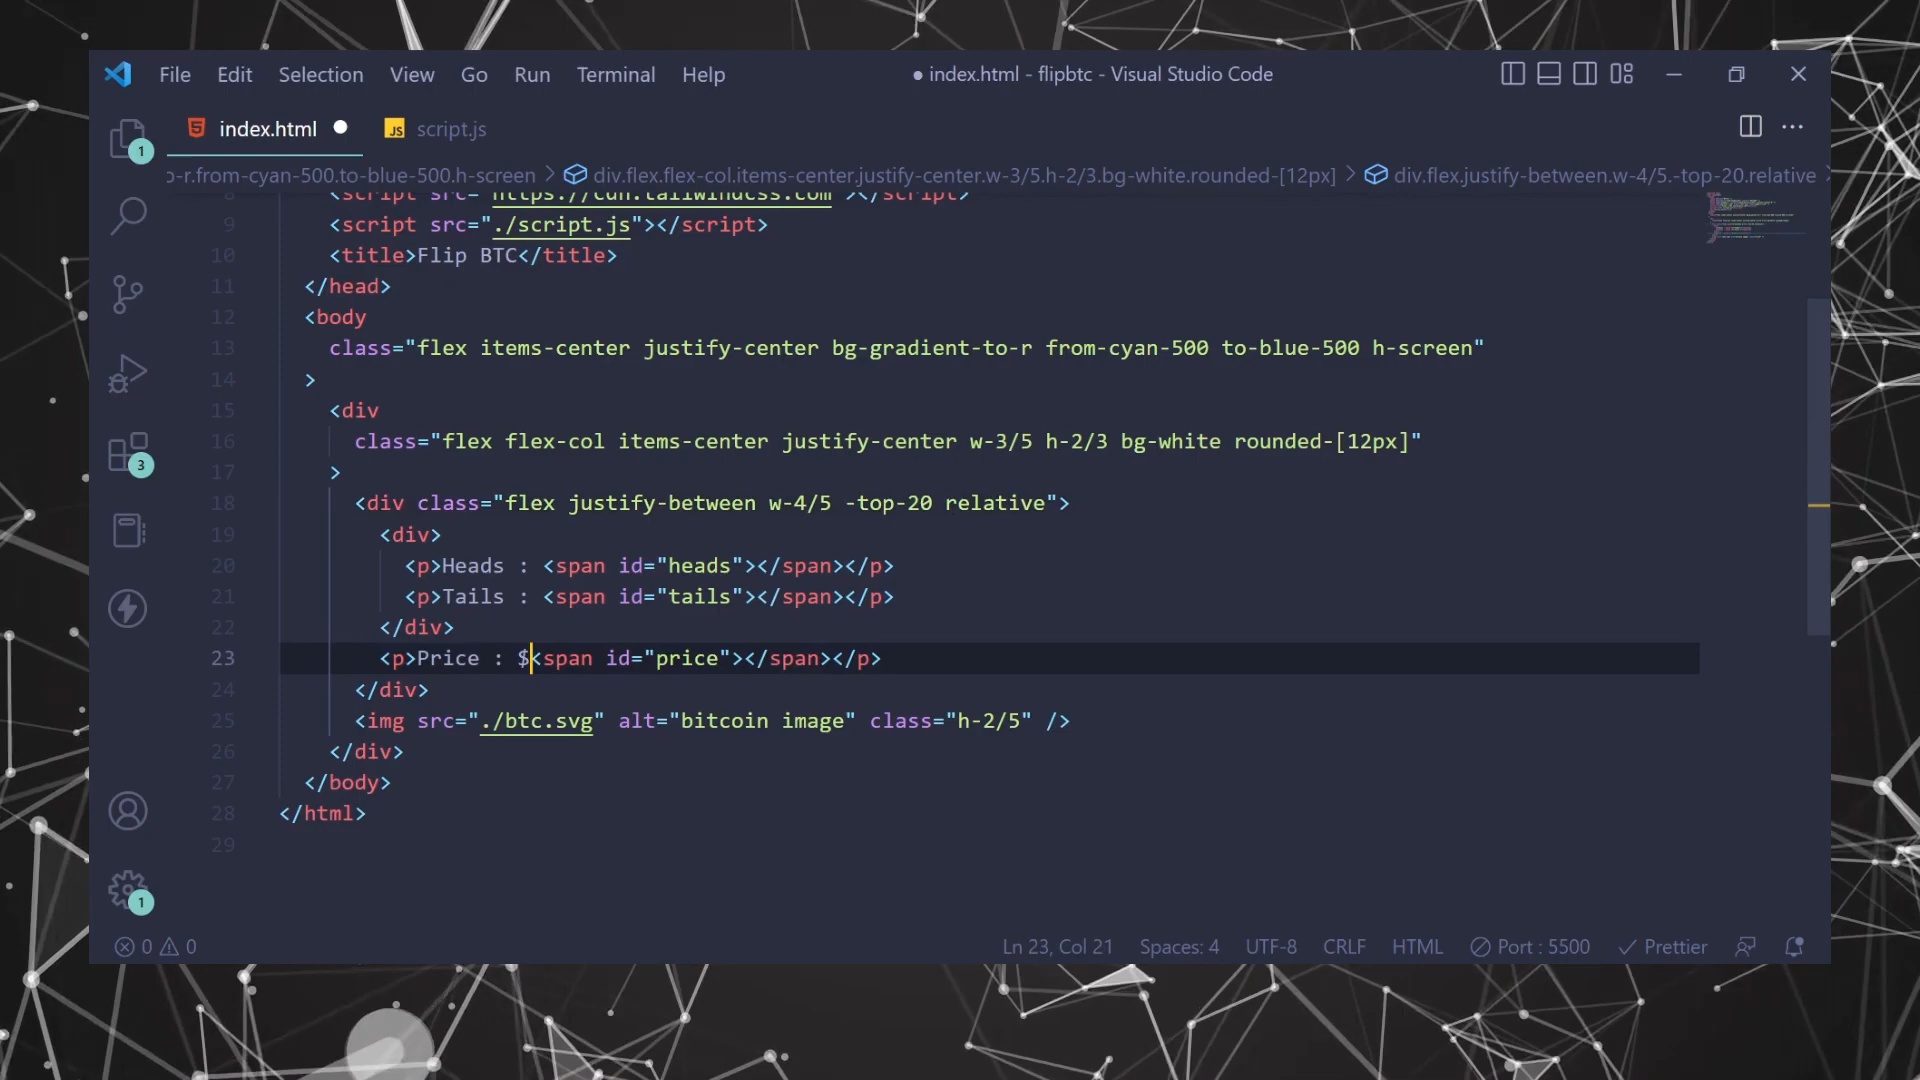 File Edit Selection View Go Run Terminal Help ● index.html - flipbtc - Visual Studio Code
index.html ● JS script.js
o-r.from-cyan-500.to-blue-500.h-screen > div.flex.flex-col.items-center.justify-center.w-3/5.h-2/3.bg-white.rounded-[12px] > div.flex.justify-between.w-4/5.-top-20.relative >
8 <script src="https://cdn.tailwindcss.com"></script>
9 <script src="./script.js"></script>
10 <title>Flip BTC</title>
11 </head>
12 <body
13 class="flex items-center justify-center bg-gradient-to-r from-cyan-500 to-blue-500 h-screen"
14 >
15 <div
16 class="flex flex-col items-center justify-center w-3/5 h-2/3 bg-white rounded-[12px]"
17 >
18 <div class="flex justify-between w-4/5 -top-20 relative">
19 <div>
20 <p>Heads : <span id="heads"></span></p>
21 <p>Tails : <span id="tails"></span></p>
22 </div>
23 <p>Price : $<span id="price"></span></p>
24 </div>
25 <img src="./btc.svg" alt="bitcoin image" class="h-2/5" />
26 </div>
27 </body>
28 </html>
29
1
3
1
0 0 Ln 23, Col 21 Spaces: 4 UTF-8 CRLF HTML Port : 5500 Prettier